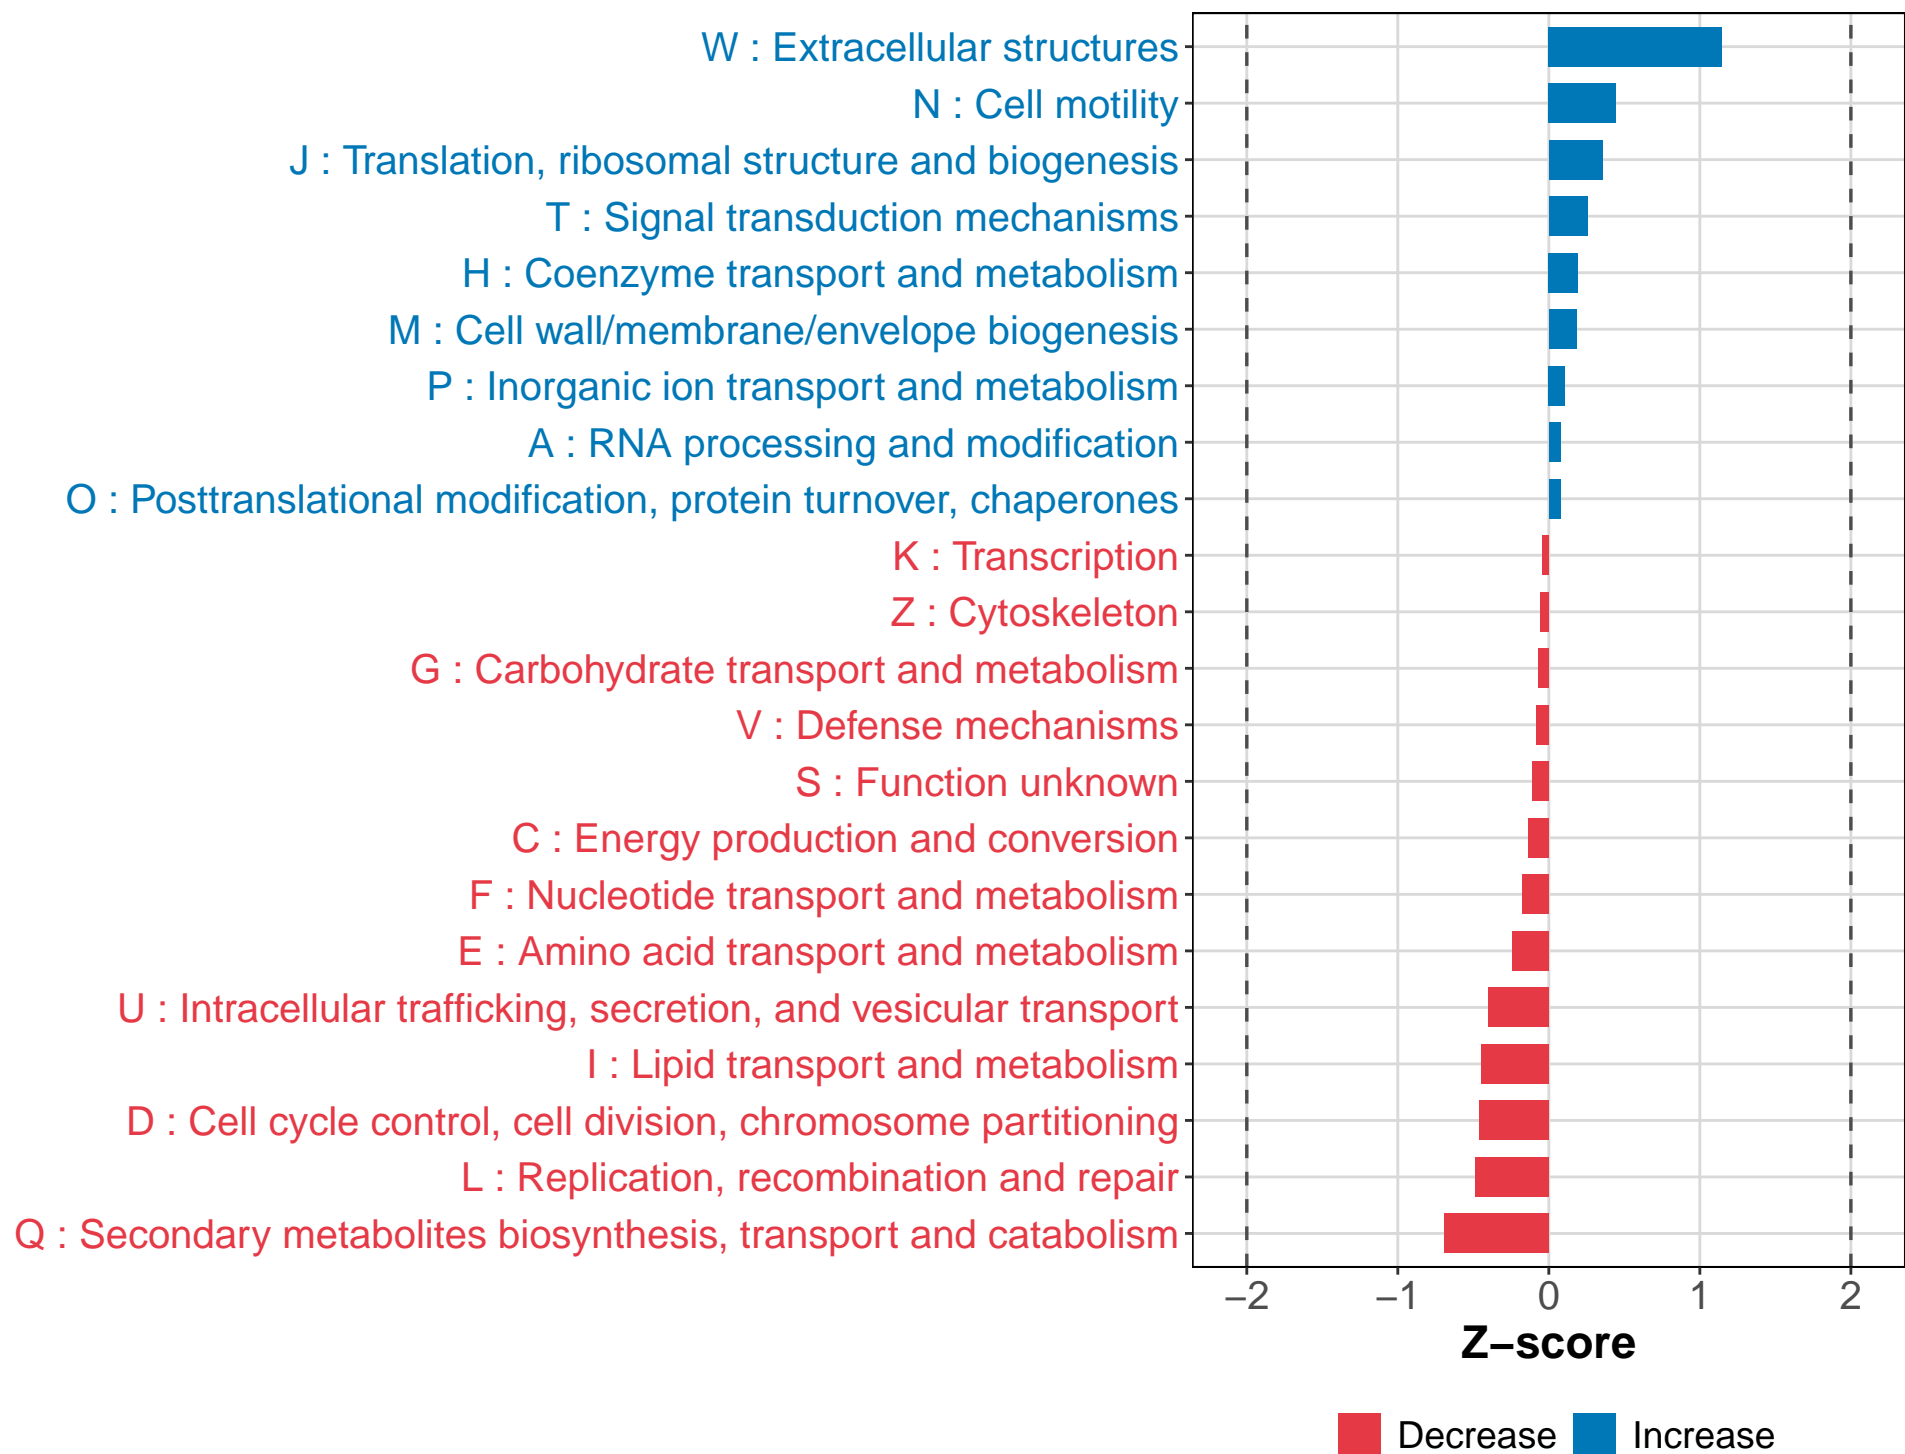 W : Extracellular structures
N : Cell motility
J : Translation, ribosomal structure and biogenesis
T : Signal transduction mechanisms
H : Coenzyme transport and metabolism
M : Cell wall/membrane/envelope biogenesis
P : Inorganic ion transport and metabolism
A : RNA processing and modification
O : Posttranslational modification, protein turnover, chaperones
K : Transcription
Z : Cytoskeleton
G : Carbohydrate transport and metabolism
V : Defense mechanisms
S : Function unknown
C : Energy production and conversion
F : Nucleotide transport and metabolism
E : Amino acid transport and metabolism
U : Intracellular trafficking, secretion, and vesicular transport
I : Lipid transport and metabolism
D : Cell cycle control, cell division, chromosome partitioning
L : Replication, recombination and repair
Q : Secondary metabolites biosynthesis, transport and catabolism
−2 −1 0 1 2
Z−score
Decrease Increase